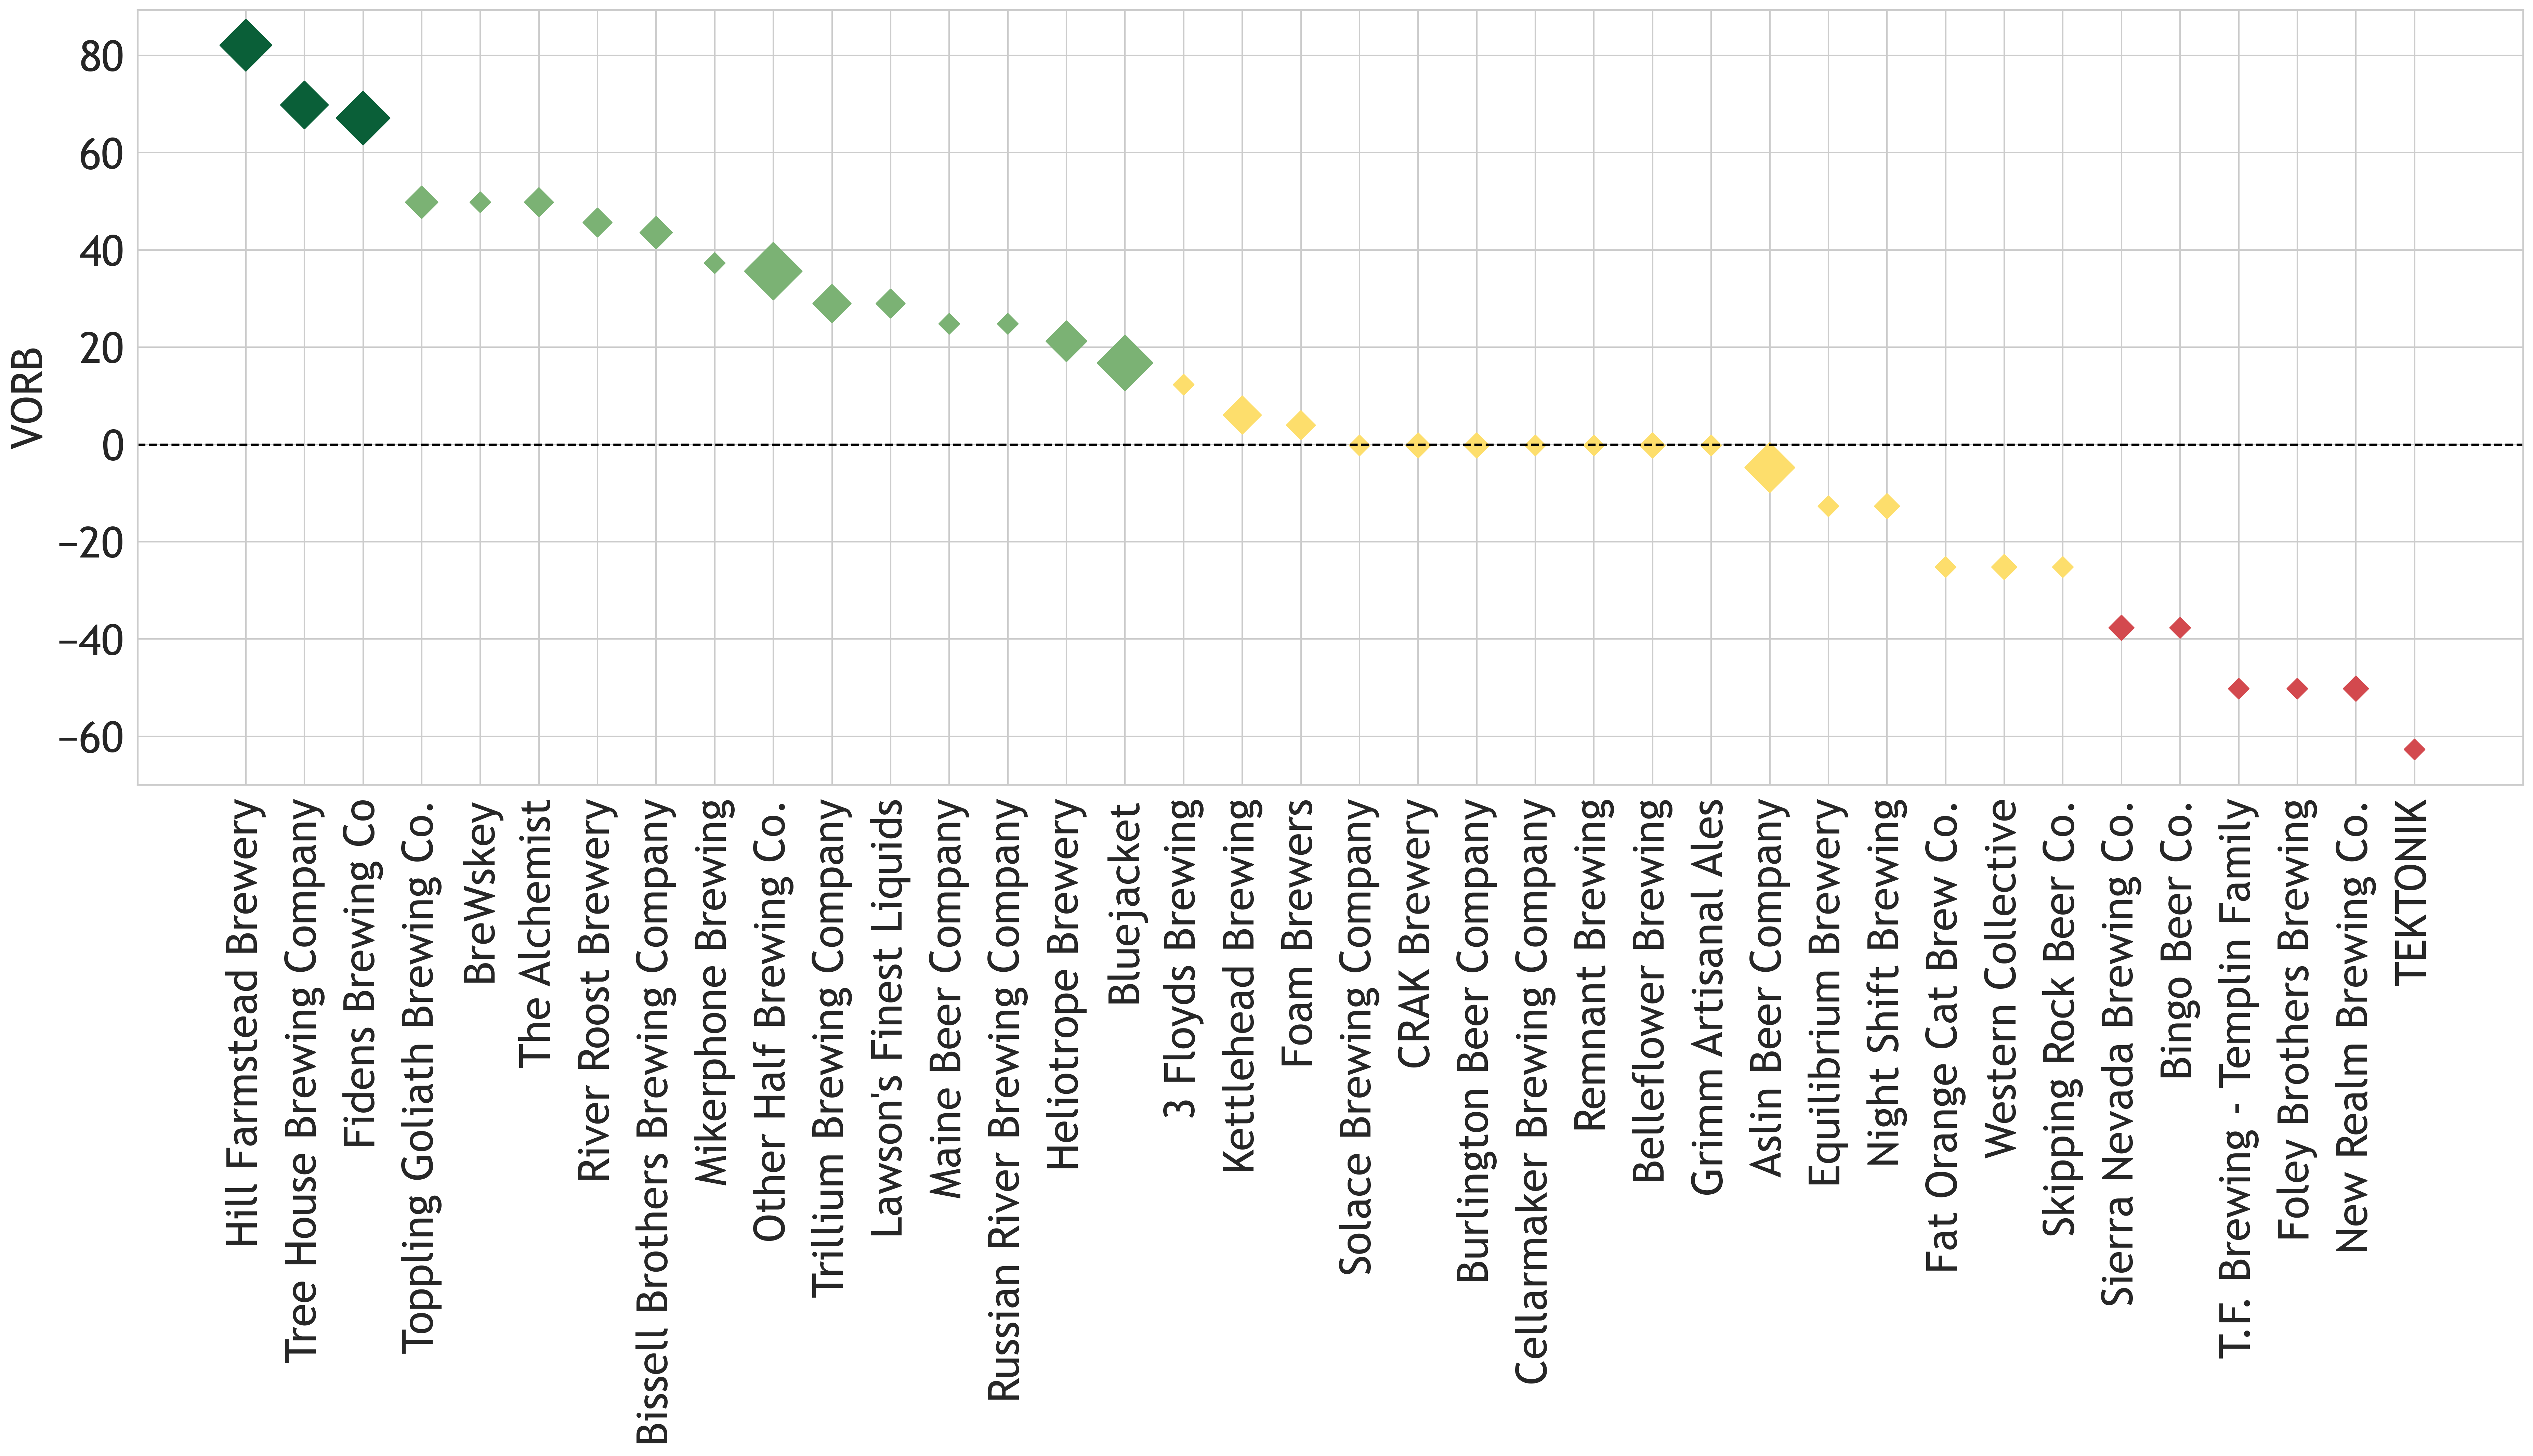 VORB
80
60
40
20
0
−20
−40
−60
Hill Farmstead Brewery
Tree House Brewing Company
Fidens Brewing Co
Toppling Goliath Brewing Co.
BreWskey
The Alchemist
River Roost Brewery
Bissell Brothers Brewing Company
Mikerphone Brewing
Other Half Brewing Co.
Trillium Brewing Company
Lawson's Finest Liquids
Maine Beer Company
Russian River Brewing Company
Heliotrope Brewery
Bluejacket
3 Floyds Brewing
Kettlehead Brewing
Foam Brewers
Solace Brewing Company
CRAK Brewery
Burlington Beer Company
Cellarmaker Brewing Company
Remnant Brewing
Belleflower Brewing
Grimm Artisanal Ales
Aslin Beer Company
Equilibrium Brewery
Night Shift Brewing
Fat Orange Cat Brew Co.
Western Collective
Skipping Rock Beer Co.
Sierra Nevada Brewing Co.
Bingo Beer Co.
T.F. Brewing - Templin Family
Foley Brothers Brewing
New Realm Brewing Co.
TEKTONIK